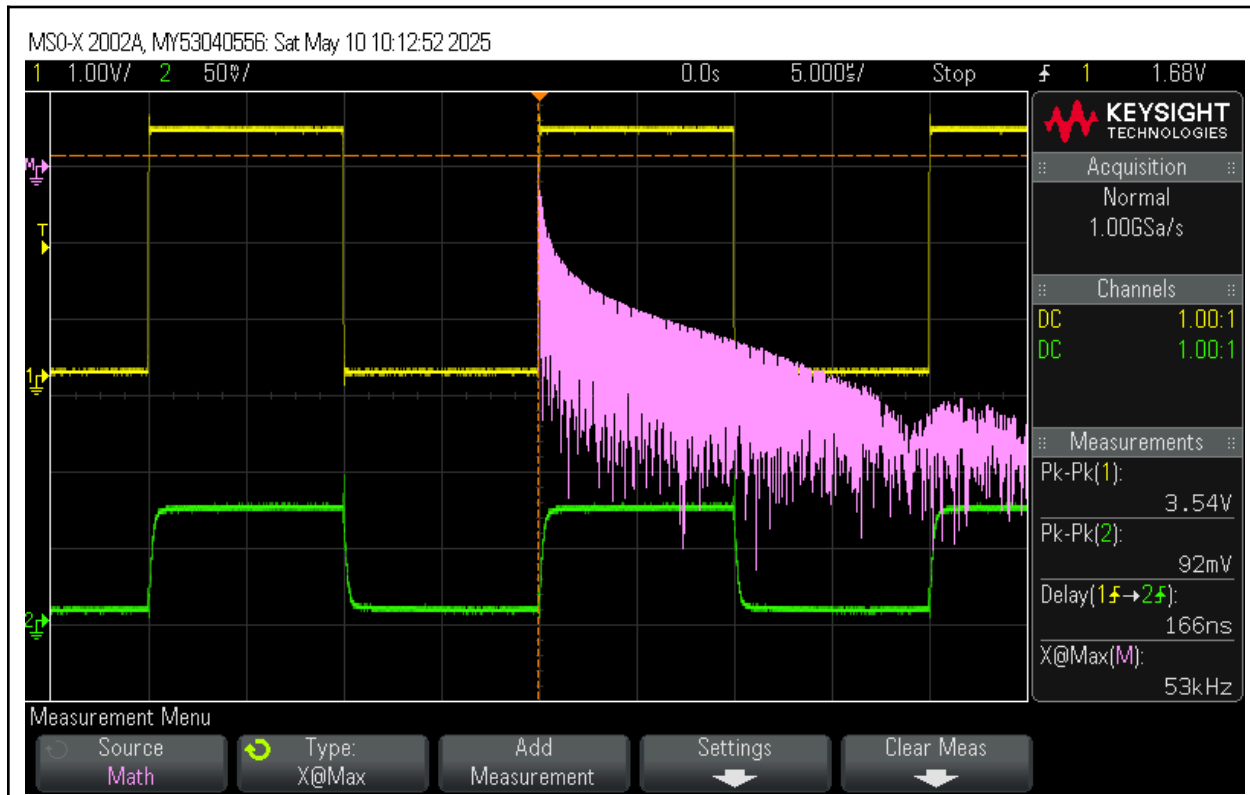 MSO-X 2002A, MY53040556: Sat May 10 10:12:52 2025
1 1.00V/ 2 50mV/ 0.0s 5.000us/ Stop 1 1.68V
KEYSIGHT
TECHNOLOGIES
Acquisition
Normal
1.00GSa/s
Channels
DC 1.00:1
DC 1.00:1
Measurements
Pk-Pk(1):
3.54V
Pk-Pk(2):
92mV
Delay(1→2):
166ns
X@Max(M):
53kHz
M
T
1
2
Measurement Menu
Source
Math
Type:
X@Max
Add
Measurement
Settings
Clear Meas